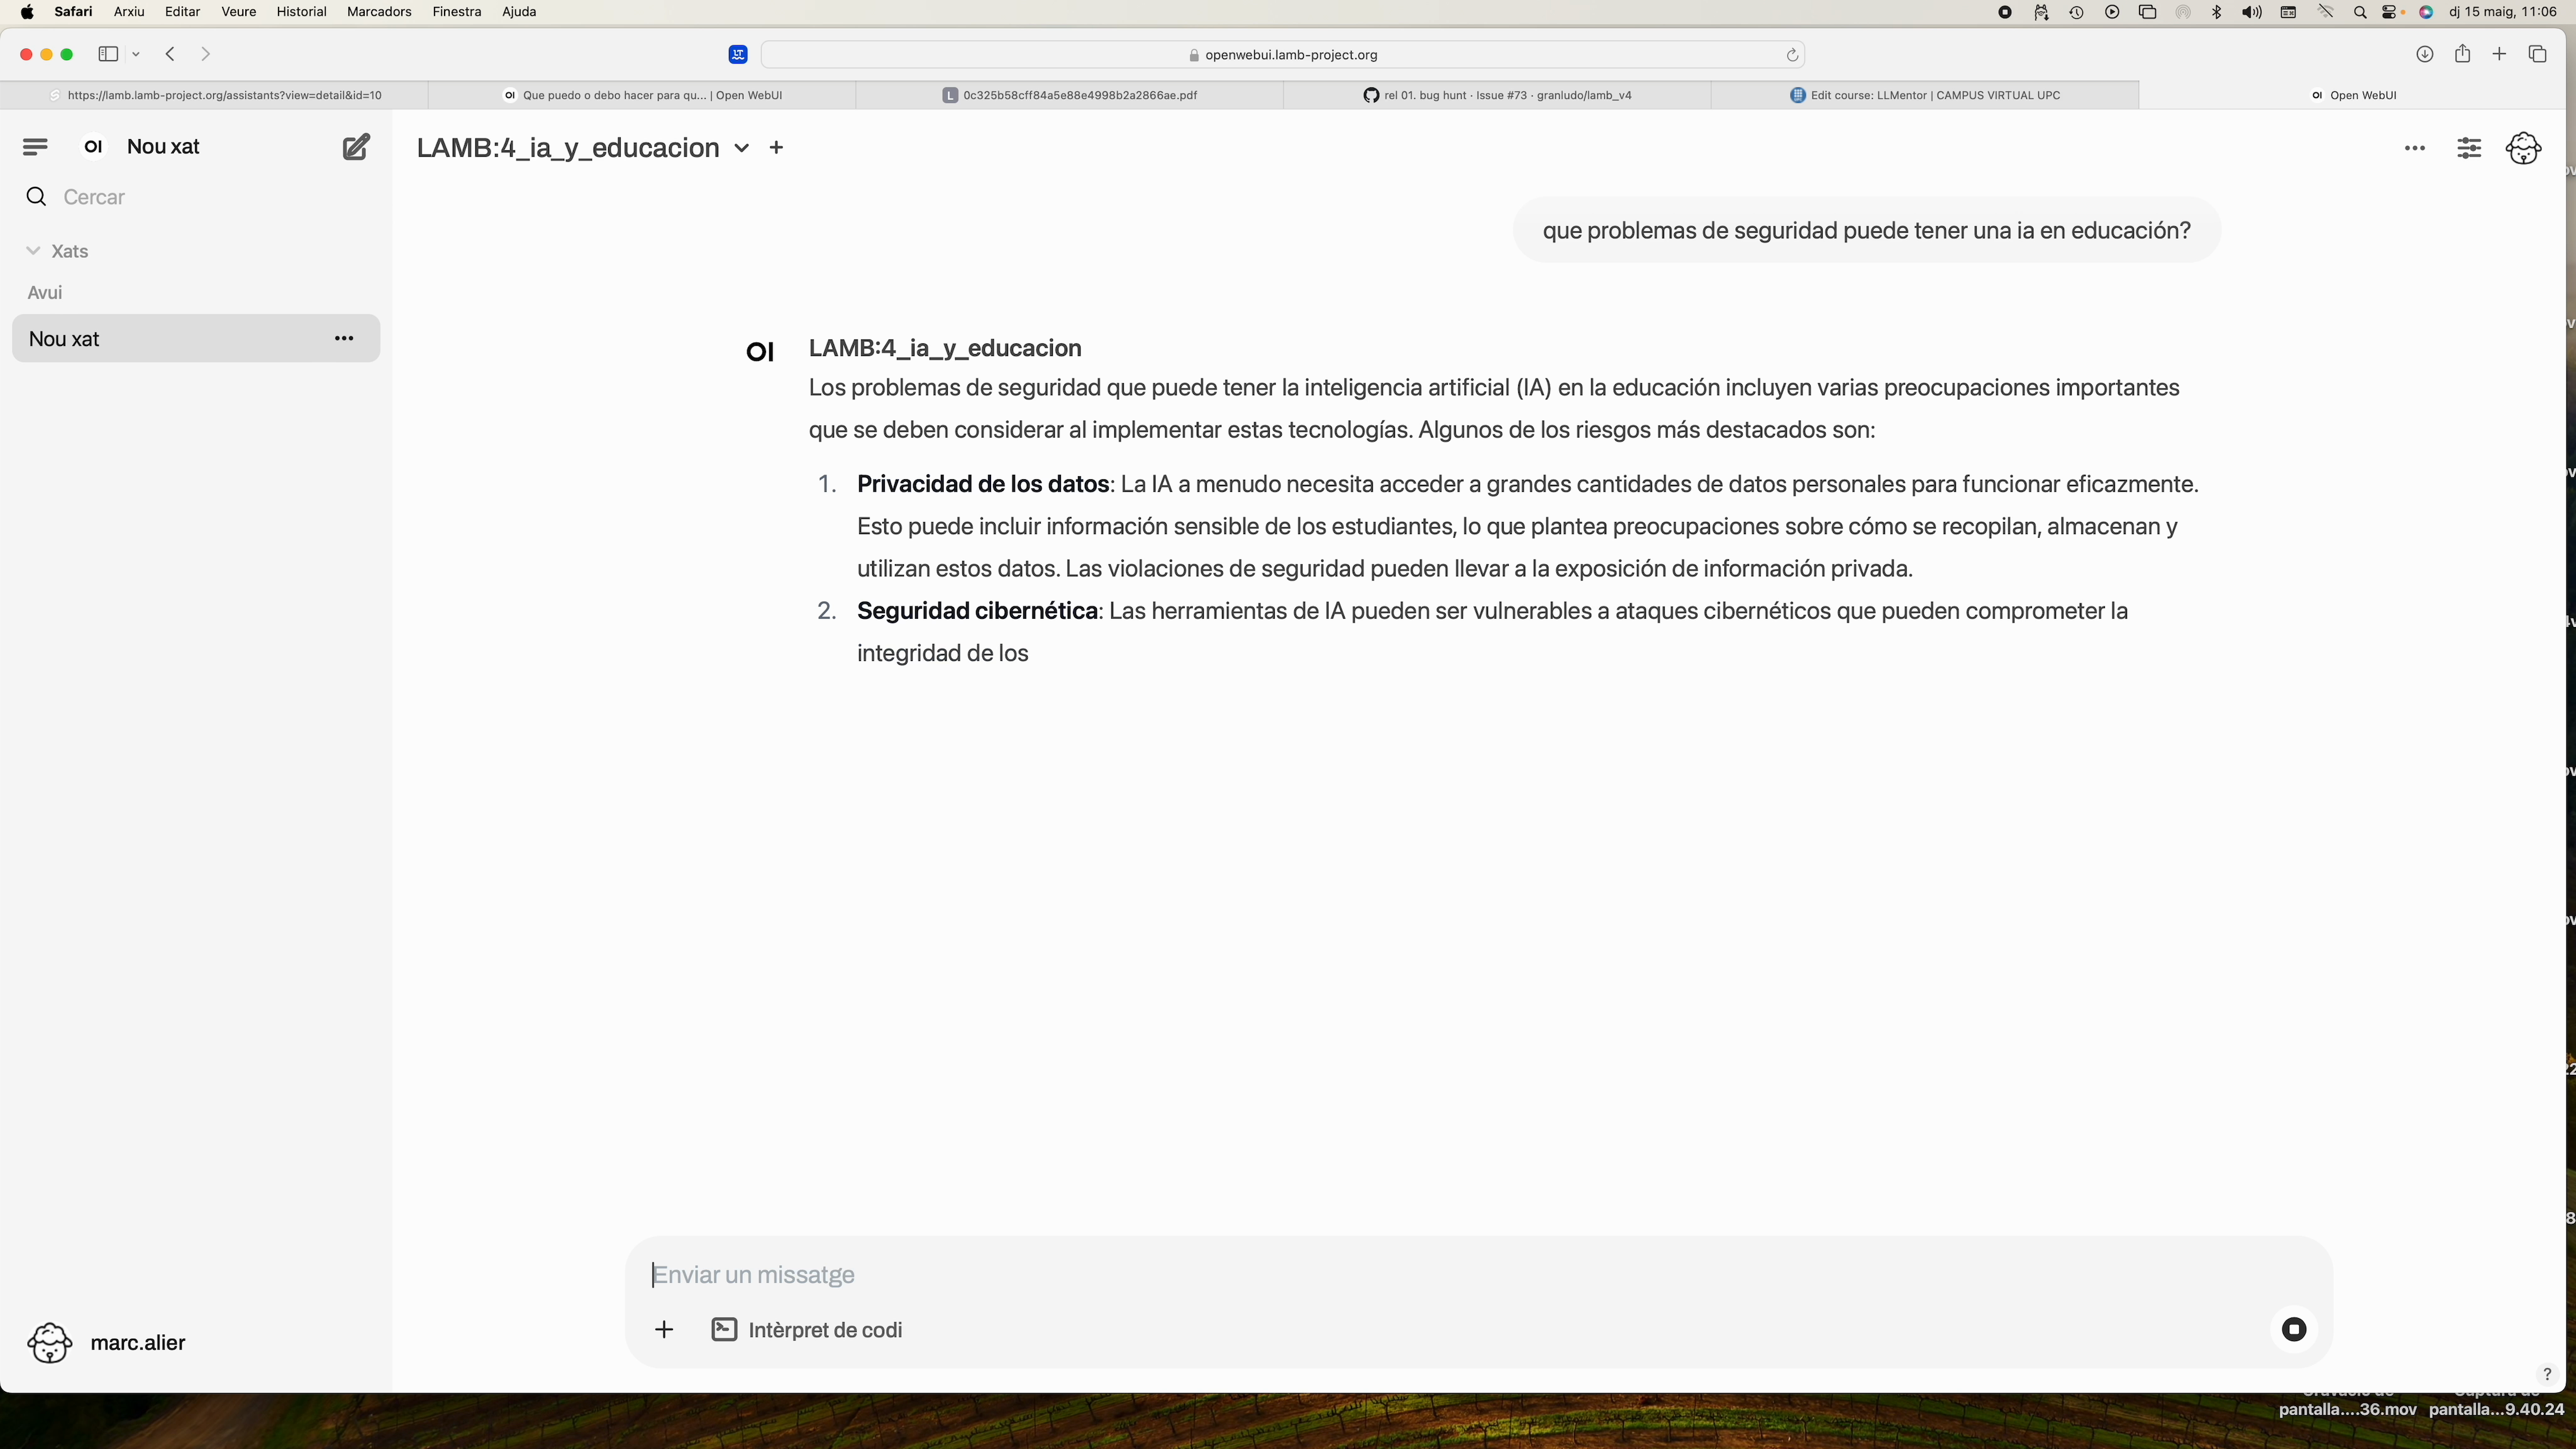 Safari Arxiu Editar Veure Historial Marcadors Finestra Ajuda
dj 15 maig, 11:06
openwebui.lamb-project.org
https://lamb.lamb-project.org/assistants?view=detail&id=10
Que puedo o debo hacer para qu... | Open WebUI
0c325b58cff84a5e88e4998b2a2866ae.pdf
rel 01. bug hunt · Issue #73 · granludo/lamb_v4
Edit course: LLMentor | CAMPUS VIRTUAL UPC
OI Open WebUI
OI Nou xat
Cercar
Xats
Avui
Nou xat
LAMB:4_ia_y_educacion
que problemas de seguridad puede tener una ia en educación?
OI LAMB:4_ia_y_educacion
Los problemas de seguridad que puede tener la inteligencia artificial (IA) en la educación incluyen varias preocupaciones importantes
que se deben considerar al implementar estas tecnologías. Algunos de los riesgos más destacados son:
1. Privacidad de los datos: La IA a menudo necesita acceder a grandes cantidades de datos personales para funcionar eficazmente.
Esto puede incluir información sensible de los estudiantes, lo que plantea preocupaciones sobre cómo se recopilan, almacenan y
utilizan estos datos. Las violaciones de seguridad pueden llevar a la exposición de información privada.
2. Seguridad cibernética: Las herramientas de IA pueden ser vulnerables a ataques cibernéticos que pueden comprometer la
integridad de los
Enviar un missatge
Intèrpret de codi
marc.alier
?
pantalla....36.mov pantalla...9.40.24